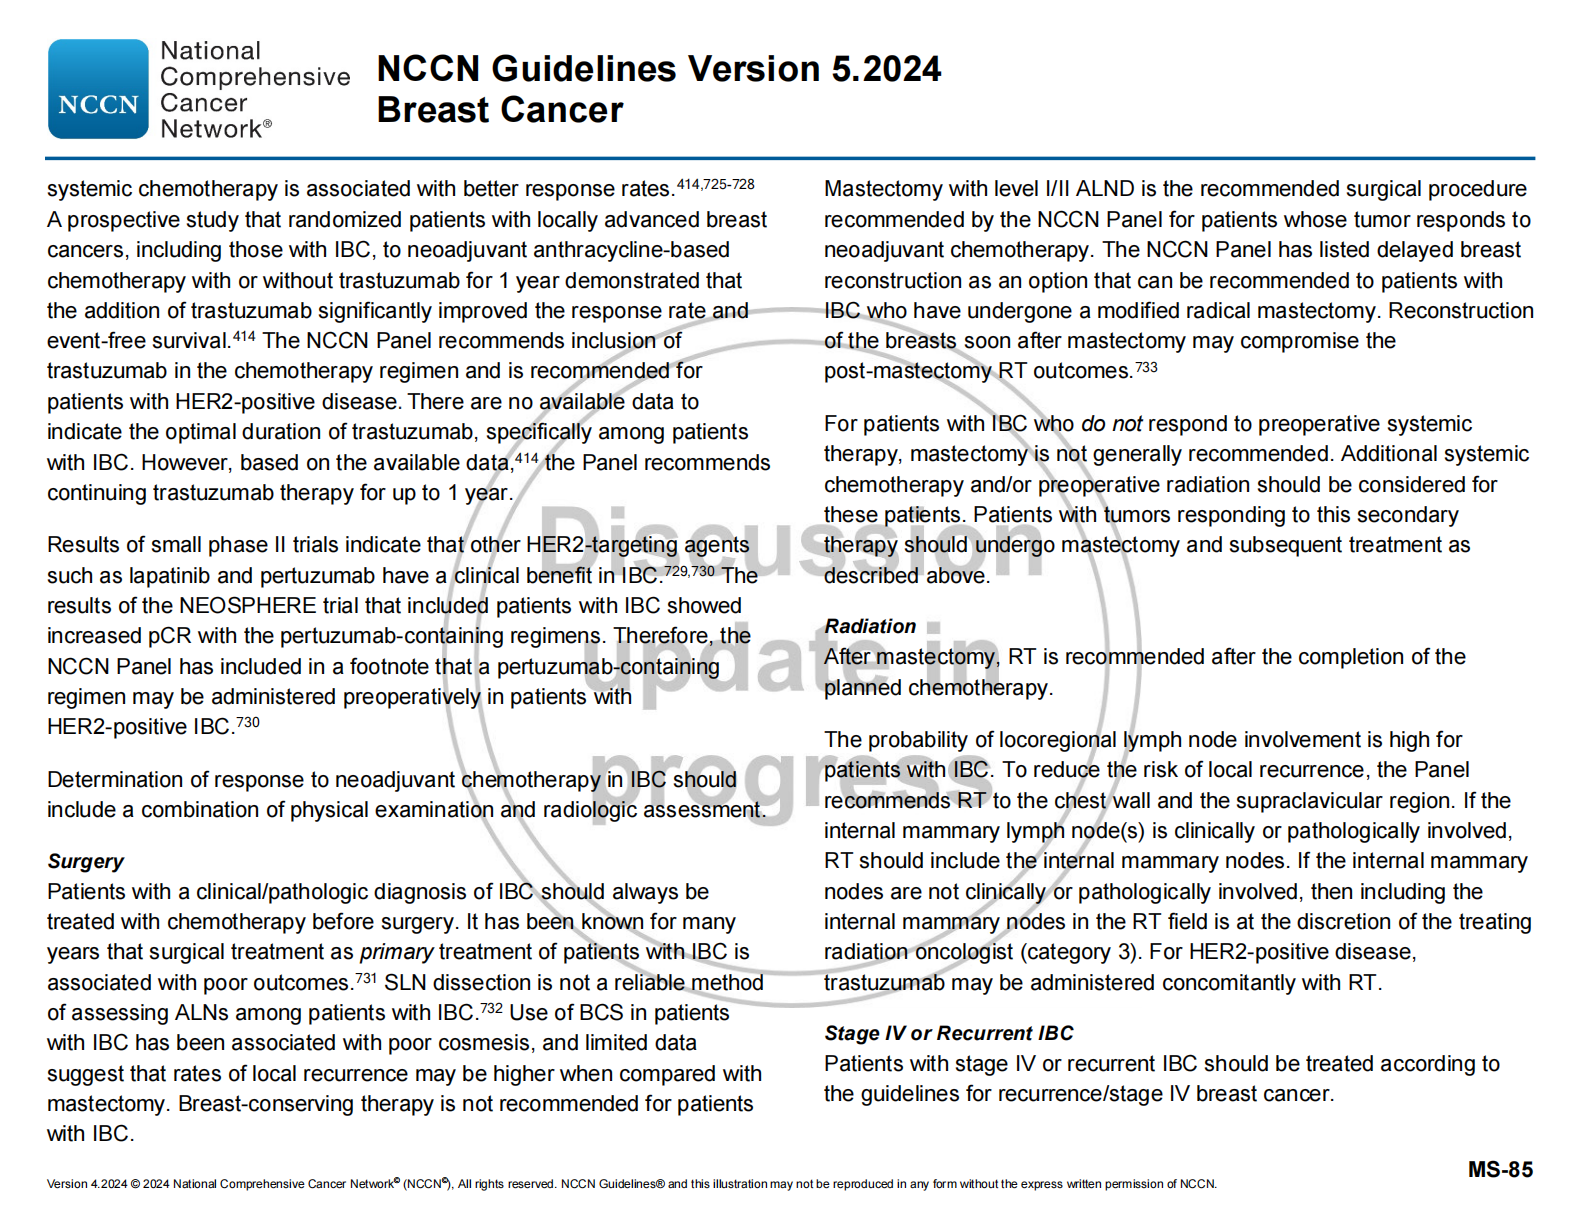 NCCN
National
Comprehensive
Cancer
Network®
NCCN Guidelines Version 5.2024
Breast Cancer
systemic chemotherapy is associated with better response rates.414,725-728
A prospective study that randomized patients with locally advanced breast
cancers, including those with IBC, to neoadjuvant anthracycline-based
chemotherapy with or without trastuzumab for 1 year demonstrated that
the addition of trastuzumab significantly improved the response rate and
event-free survival.414 The NCCN Panel recommends inclusion of
trastuzumab in the chemotherapy regimen and is recommended for
patients with HER2-positive disease. There are no available data to
indicate the optimal duration of trastuzumab, specifically among patients
with IBC. However, based on the available data,414 the Panel recommends
continuing trastuzumab therapy for up to 1 year.
Results of small phase II trials indicate that other HER2-targeting agents
such as lapatinib and pertuzumab have a clinical benefit in IBC.729,730 The
results of the NEOSPHERE trial that included patients with IBC showed
increased pCR with the pertuzumab-containing regimens. Therefore, the
NCCN Panel has included in a footnote that a pertuzumab-containing
regimen may be administered preoperatively in patients with
HER2-positive IBC.730
Determination of response to neoadjuvant chemotherapy in IBC should
include a combination of physical examination and radiologic assessment.
Surgery
Patients with a clinical/pathologic diagnosis of IBC should always be
treated with chemotherapy before surgery. It has been known for many
years that surgical treatment as primary treatment of patients with IBC is
associated with poor outcomes.731 SLN dissection is not a reliable method
of assessing ALNs among patients with IBC.732 Use of BCS in patients
with IBC has been associated with poor cosmesis, and limited data
suggest that rates of local recurrence may be higher when compared with
mastectomy. Breast-conserving therapy is not recommended for patients
with IBC.
Mastectomy with level I/II ALND is the recommended surgical procedure
recommended by the NCCN Panel for patients whose tumor responds to
neoadjuvant chemotherapy. The NCCN Panel has listed delayed breast
reconstruction as an option that can be recommended to patients with
IBC who have undergone a modified radical mastectomy. Reconstruction
of the breasts soon after mastectomy may compromise the
post-mastectomy RT outcomes.733
For patients with IBC who do not respond to preoperative systemic
therapy, mastectomy is not generally recommended. Additional systemic
chemotherapy and/or preoperative radiation should be considered for
these patients. Patients with tumors responding to this secondary
therapy should undergo mastectomy and subsequent treatment as
described above.
Radiation
After mastectomy, RT is recommended after the completion of the
planned chemotherapy.
The probability of locoregional lymph node involvement is high for
patients with IBC. To reduce the risk of local recurrence, the Panel
recommends RT to the chest wall and the supraclavicular region. If the
internal mammary lymph node(s) is clinically or pathologically involved,
RT should include the internal mammary nodes. If the internal mammary
nodes are not clinically or pathologically involved, then including the
internal mammary nodes in the RT field is at the discretion of the treating
radiation oncologist (category 3). For HER2-positive disease,
trastuzumab may be administered concomitantly with RT.
Stage IV or Recurrent IBC
Patients with stage IV or recurrent IBC should be treated according to
the guidelines for recurrence/stage IV breast cancer.
Discussion
update in
progress
MS-85
Version 4.2024 © 2024 National Comprehensive Cancer Network© (NCCN©), All rights reserved. NCCN Guidelines® and this illustration may not be reproduced in any form without the express written permission of NCCN.